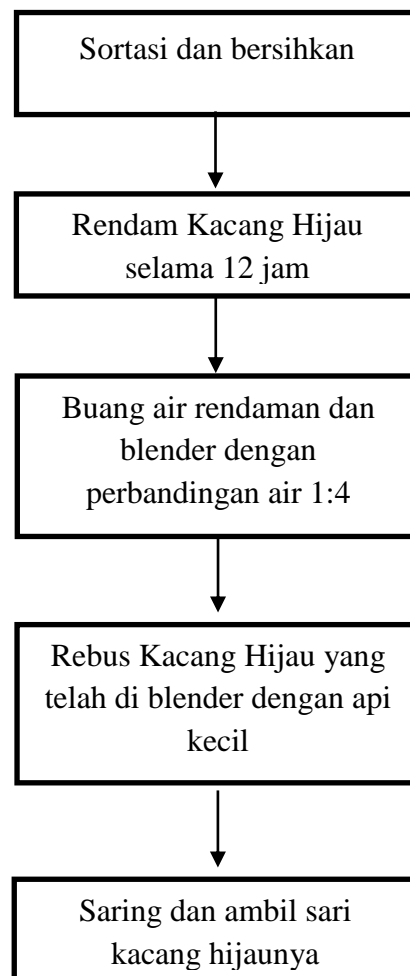 Sortasi dan bersihkan
Rendam Kacang Hijau
selama 12 jam
Buang air rendaman dan
blender dengan
perbandingan air 1:4
Rebus Kacang Hijau yang
telah di blender dengan api
kecil
Saring dan ambil sari
kacang hijaunya